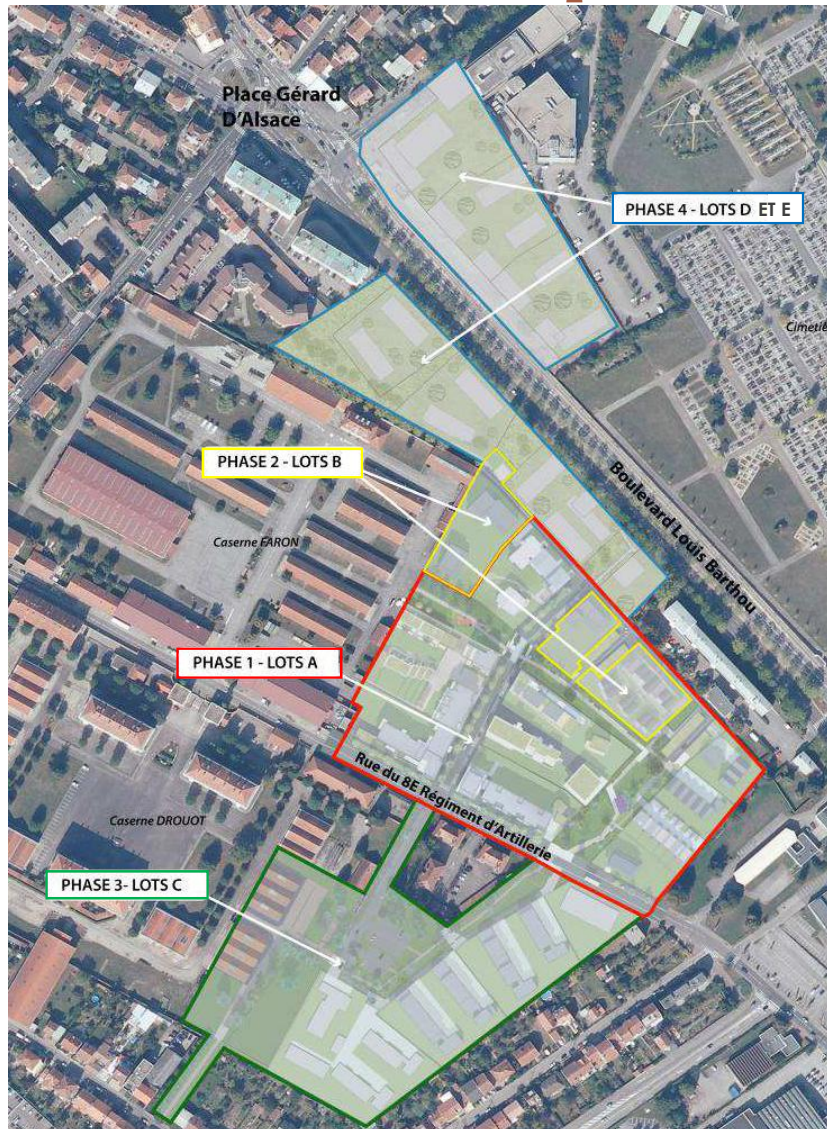 Place Gérard
D'Alsace
PHASE 4 - LOTS D ET E
PHASE 2 - LOTS B
Boulevard Louis Barthou
Caserne FARON
PHASE 1 - LOTS A
Rue du 8E Régiment d'Artillerie
Caserne DROUOT
PHASE 3- LOTS C